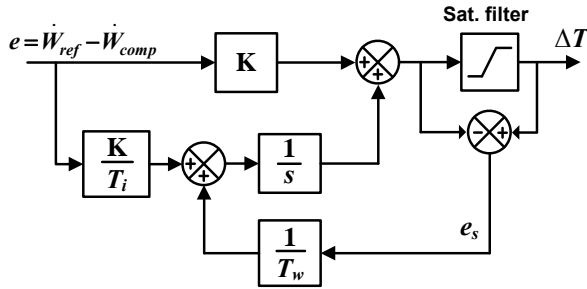 Sat. filter
e = Ẇref − Ẇcomp
K
+
+
ΔT
− +
K
Ti
+
+
1
s
es
1
Tw